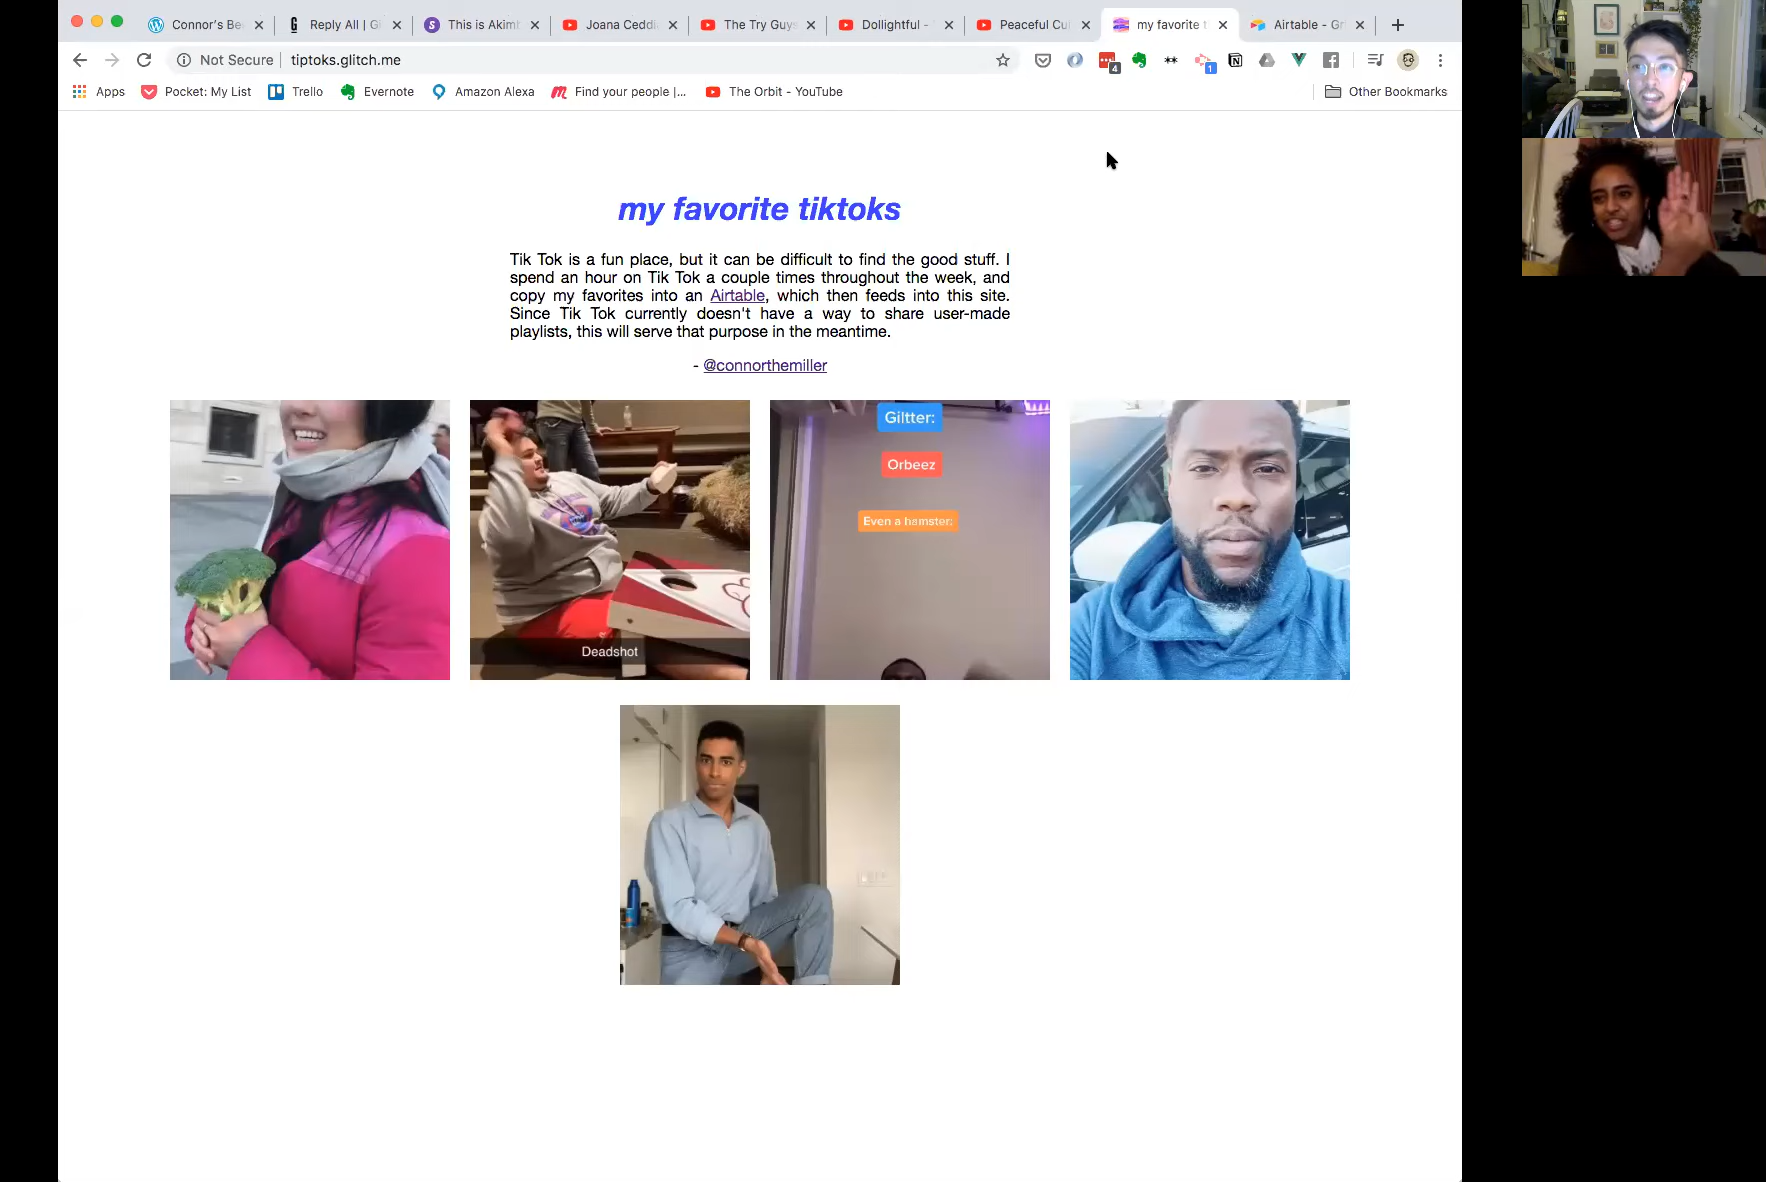 Connor's Be
Reply All | Gl
This is Akim
Joana Ceddi
The Try Guys
Dollightful -
Peaceful Cu
my favorite t
Airtable - Gr
Not Secure
tiptoks.glitch.me
4
1
Apps
Pocket: My List
Trello
Evernote
Amazon Alexa
Find your people |...
The Orbit - YouTube
Other Bookmarks
my favorite tiktoks
Tik Tok is a fun place, but it can be difficult to find the good stuff. I
spend an hour on Tik Tok a couple times throughout the week, and
copy my favorites into an Airtable, which then feeds into this site.
Since Tik Tok currently doesn't have a way to share user-made
playlists, this will serve that purpose in the meantime.
- @connorthemiller
Giltter:
Orbeez
Even a hamster:
Deadshot